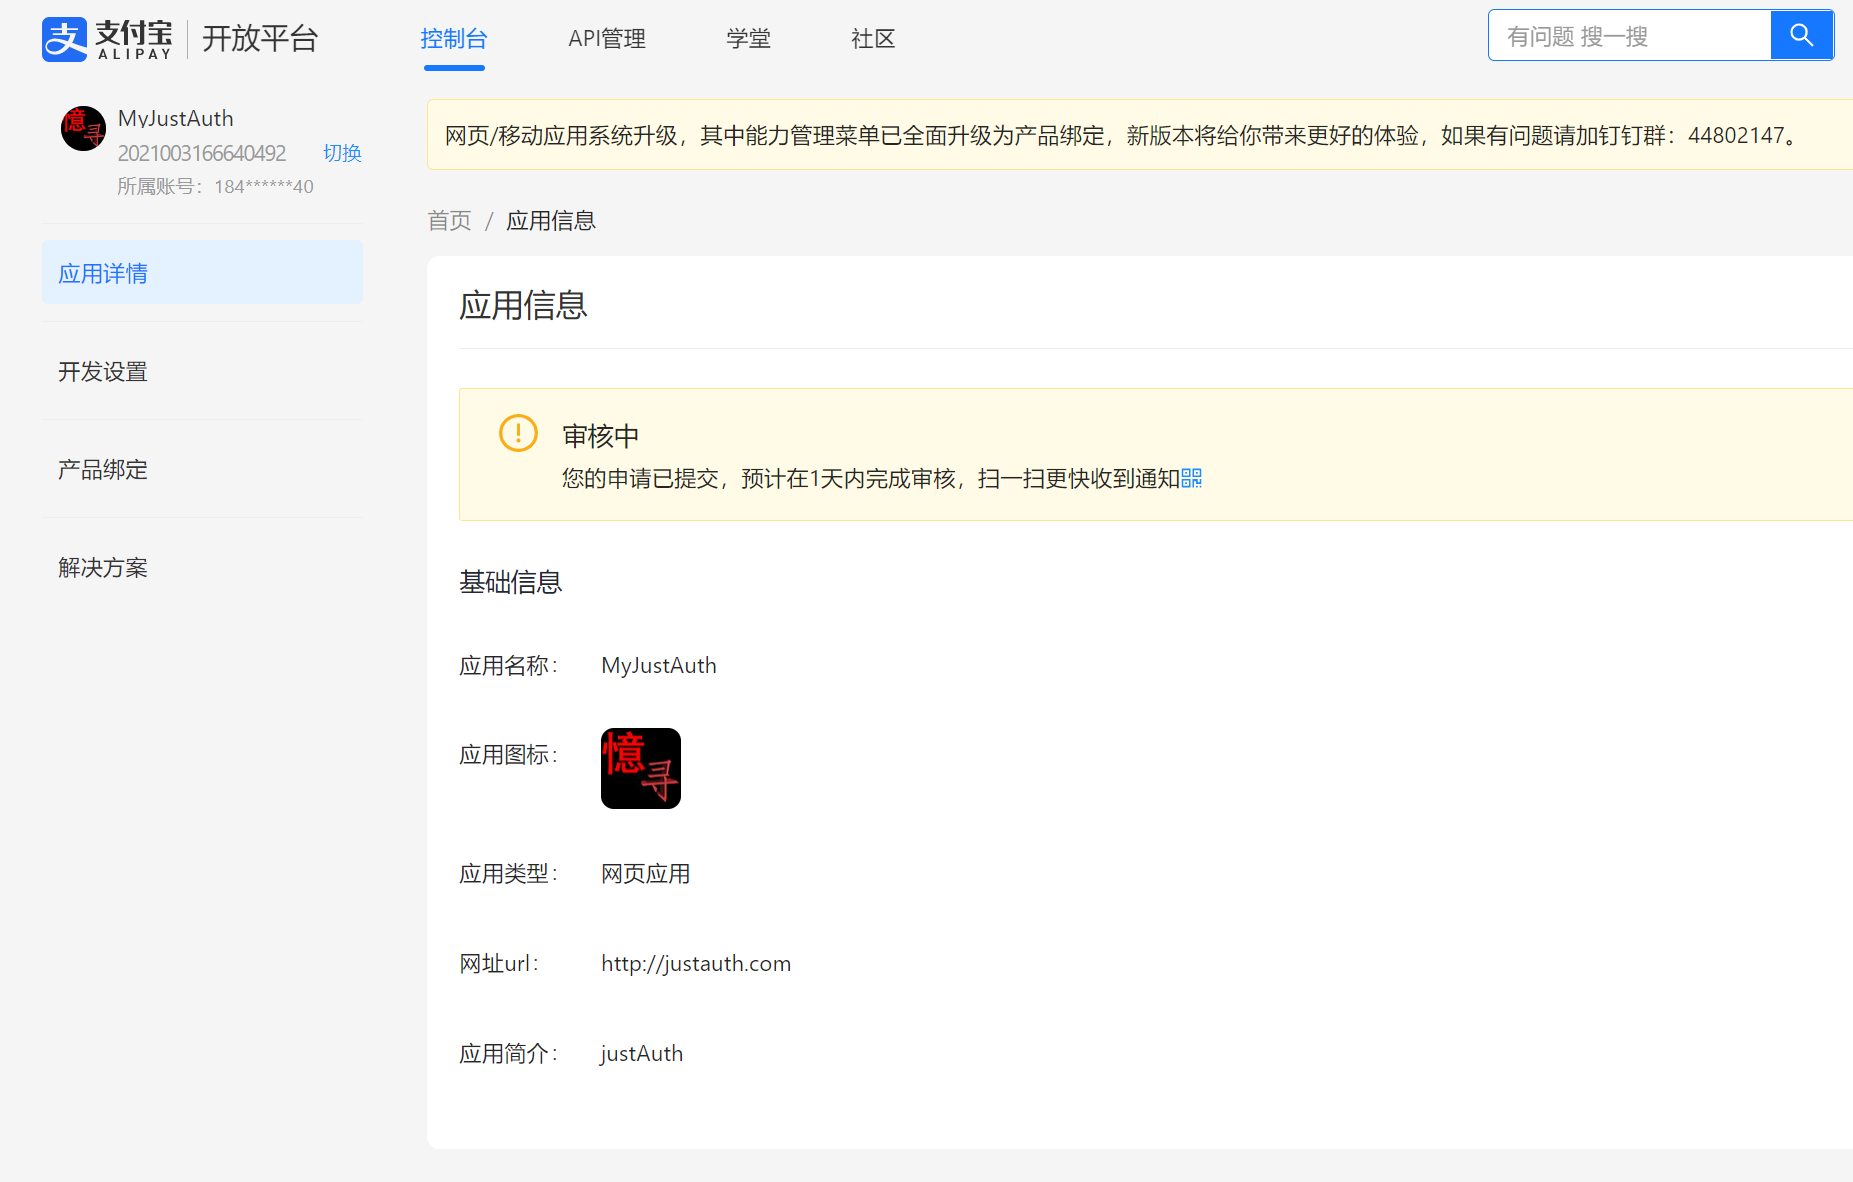 支付宝
ALIPAY
开放平台
控制台
API管理
学堂
社区
有问题 搜一搜
MyJustAuth
2021003166640492
切换
所属账号：184******40
网页/移动应用系统升级，其中能力管理菜单已全面升级为产品绑定，新版本将给你带来更好的体验，如果有问题请加钉钉群：44802147。
首页 / 应用信息
应用详情
开发设置
产品绑定
解决方案
应用信息
审核中
您的申请已提交，预计在1天内完成审核，扫一扫更快收到通知
基础信息
应用名称： MyJustAuth
应用图标： 憶寻
应用类型： 网页应用
网址url： http://justauth.com
应用简介： justAuth